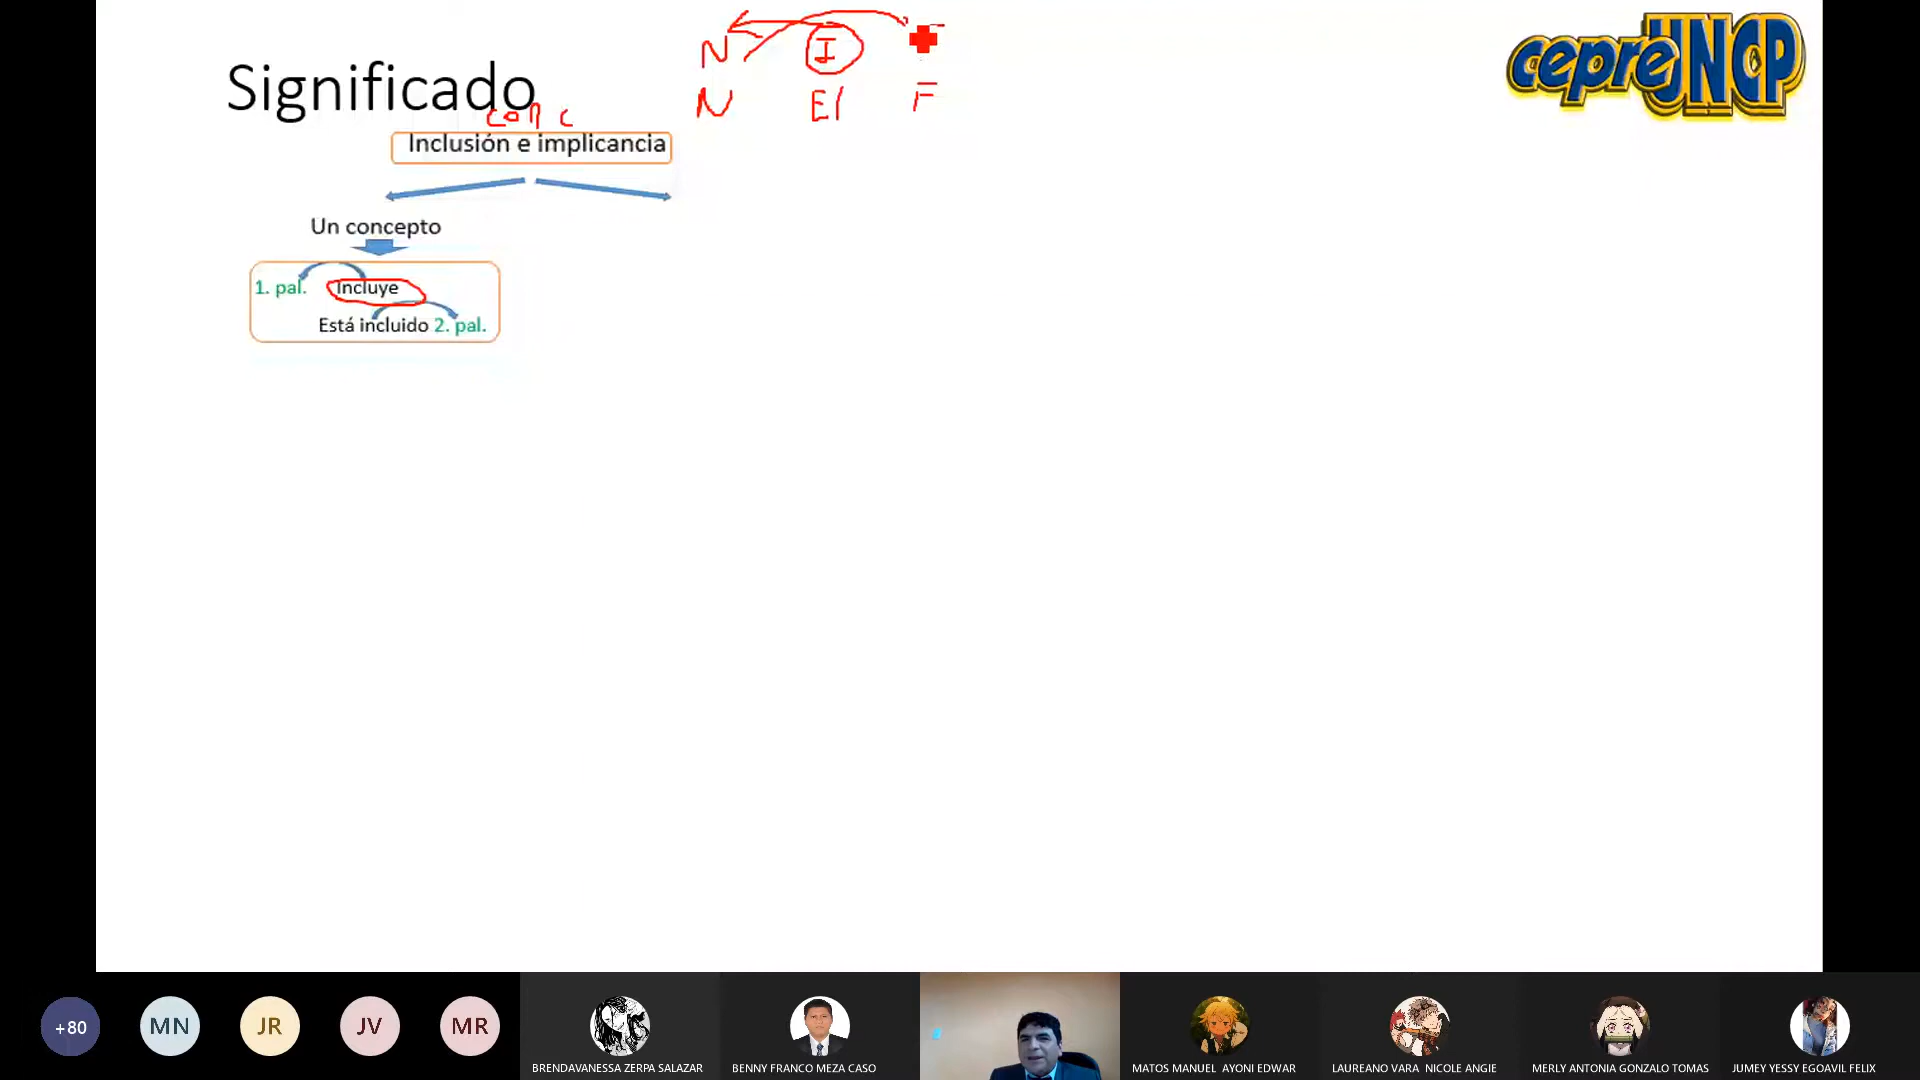 N I
Significado
N EI F
cepreUNCP
con c
Inclusión e implicancia
Un concepto
1. pal. Incluye
Está incluido 2. pal.
+80 MN JR JV MR
BRENDAVANESSA ZERPA SALAZAR
BENNY FRANCO MEZA CASO
MATOS MANUEL AYONI EDWAR
LAUREANO VARA NICOLE ANGIE
MERLY ANTONIA GONZALO TOMAS
JUMEY YESSY EGOAVIL FELIX